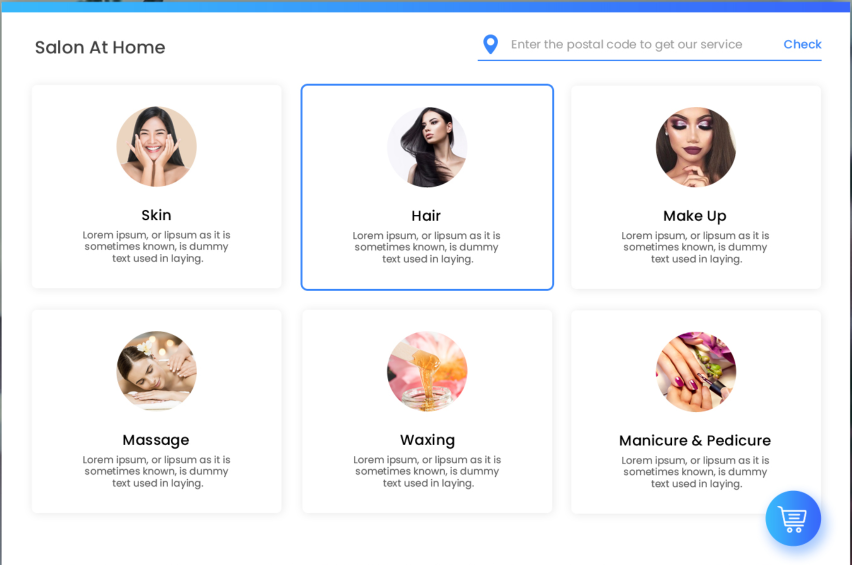 Salon At Home
Enter the postal code to get our service
Check
Skin
Lorem ipsum, or lipsum as it is
sometimes known, is dummy
text used in laying.
Hair
Lorem ipsum, or lipsum as it is
sometimes known, is dummy
text used in laying.
Make Up
Lorem ipsum, or lipsum as it is
sometimes known, is dummy
text used in laying.
Massage
Lorem ipsum, or lipsum as it is
sometimes known, is dummy
text used in laying.
Waxing
Lorem ipsum, or lipsum as it is
sometimes known, is dummy
text used in laying.
Manicure & Pedicure
Lorem ipsum, or lipsum as it is
sometimes known, is dummy
text used in laying.